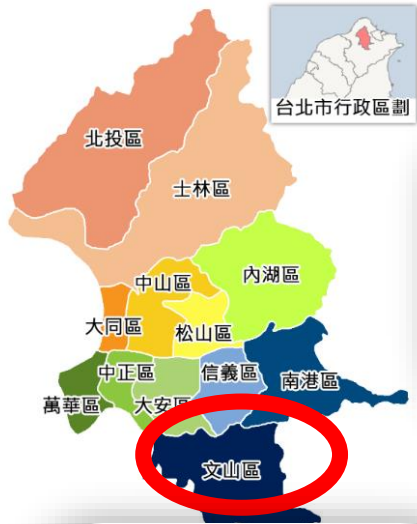 台北市行政區劃
北投區
士林區
內湖區
中山區
大同區
松山區
中正區
信義區
南港區
萬華區
大安區
文山區